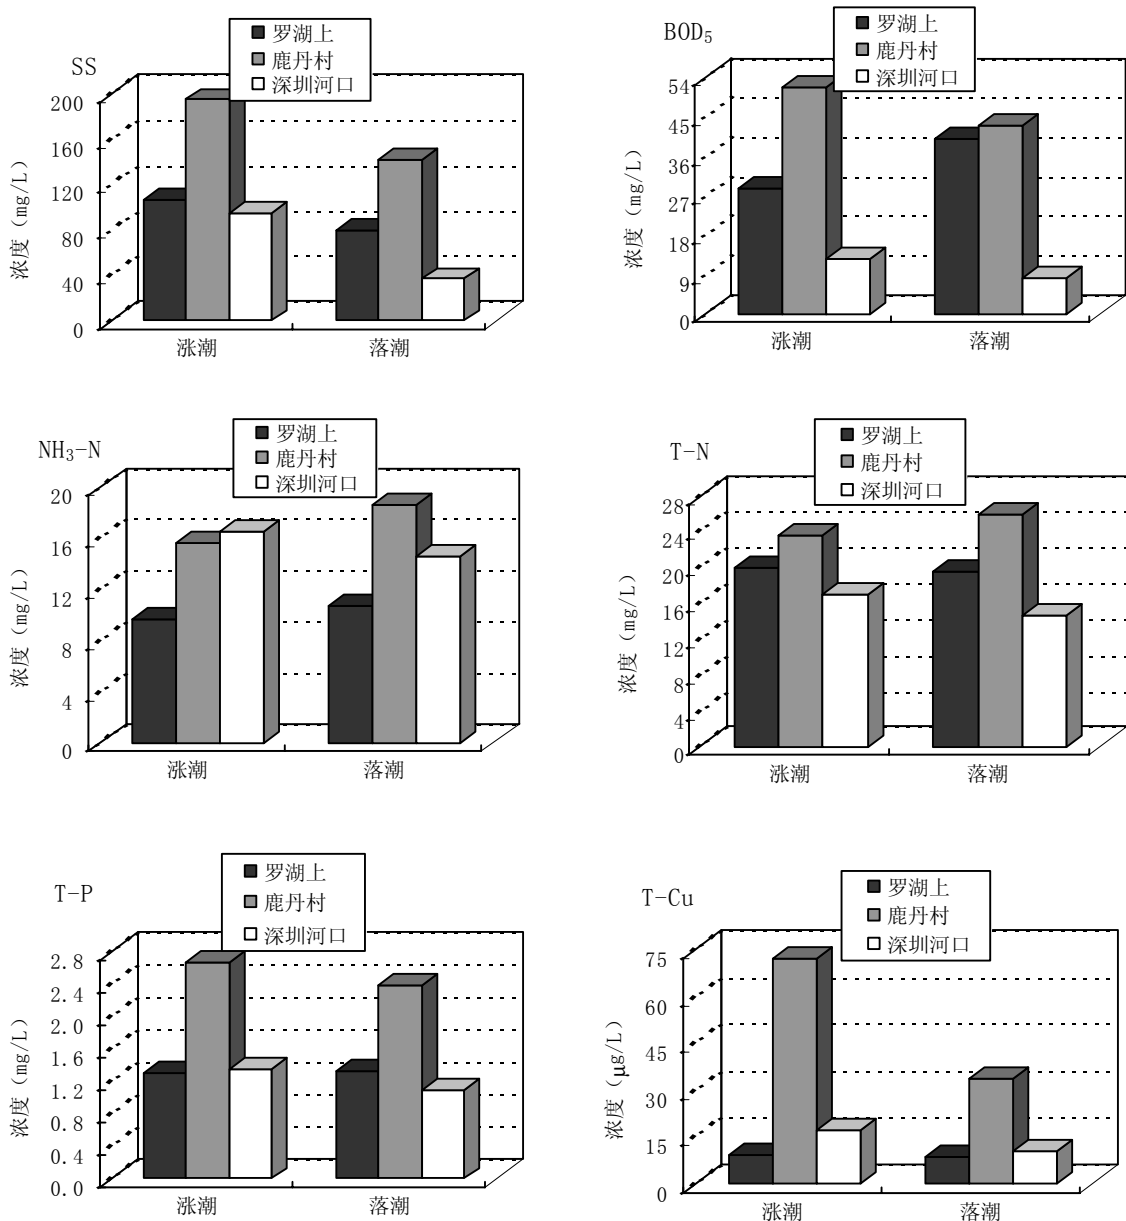 SS
罗湖上
鹿丹村
深圳河口
200
160
120
80
40
0
浓度（mg/L）
涨潮
落潮
BOD₅
罗湖上
鹿丹村
深圳河口
54
45
36
27
18
9
0
浓度（mg/L）
涨潮
落潮
NH₃-N
罗湖上
鹿丹村
深圳河口
20
16
12
8
4
0
浓度（mg/L）
涨潮
落潮
T-N
罗湖上
鹿丹村
深圳河口
28
24
20
16
12
8
4
0
浓度（mg/L）
涨潮
落潮
T-P
罗湖上
鹿丹村
深圳河口
2.8
2.4
2.0
1.6
1.2
0.8
0.4
0.0
浓度（mg/L）
涨潮
落潮
T-Cu
罗湖上
鹿丹村
深圳河口
75
60
45
30
15
0
浓度（μg/L）
涨潮
落潮